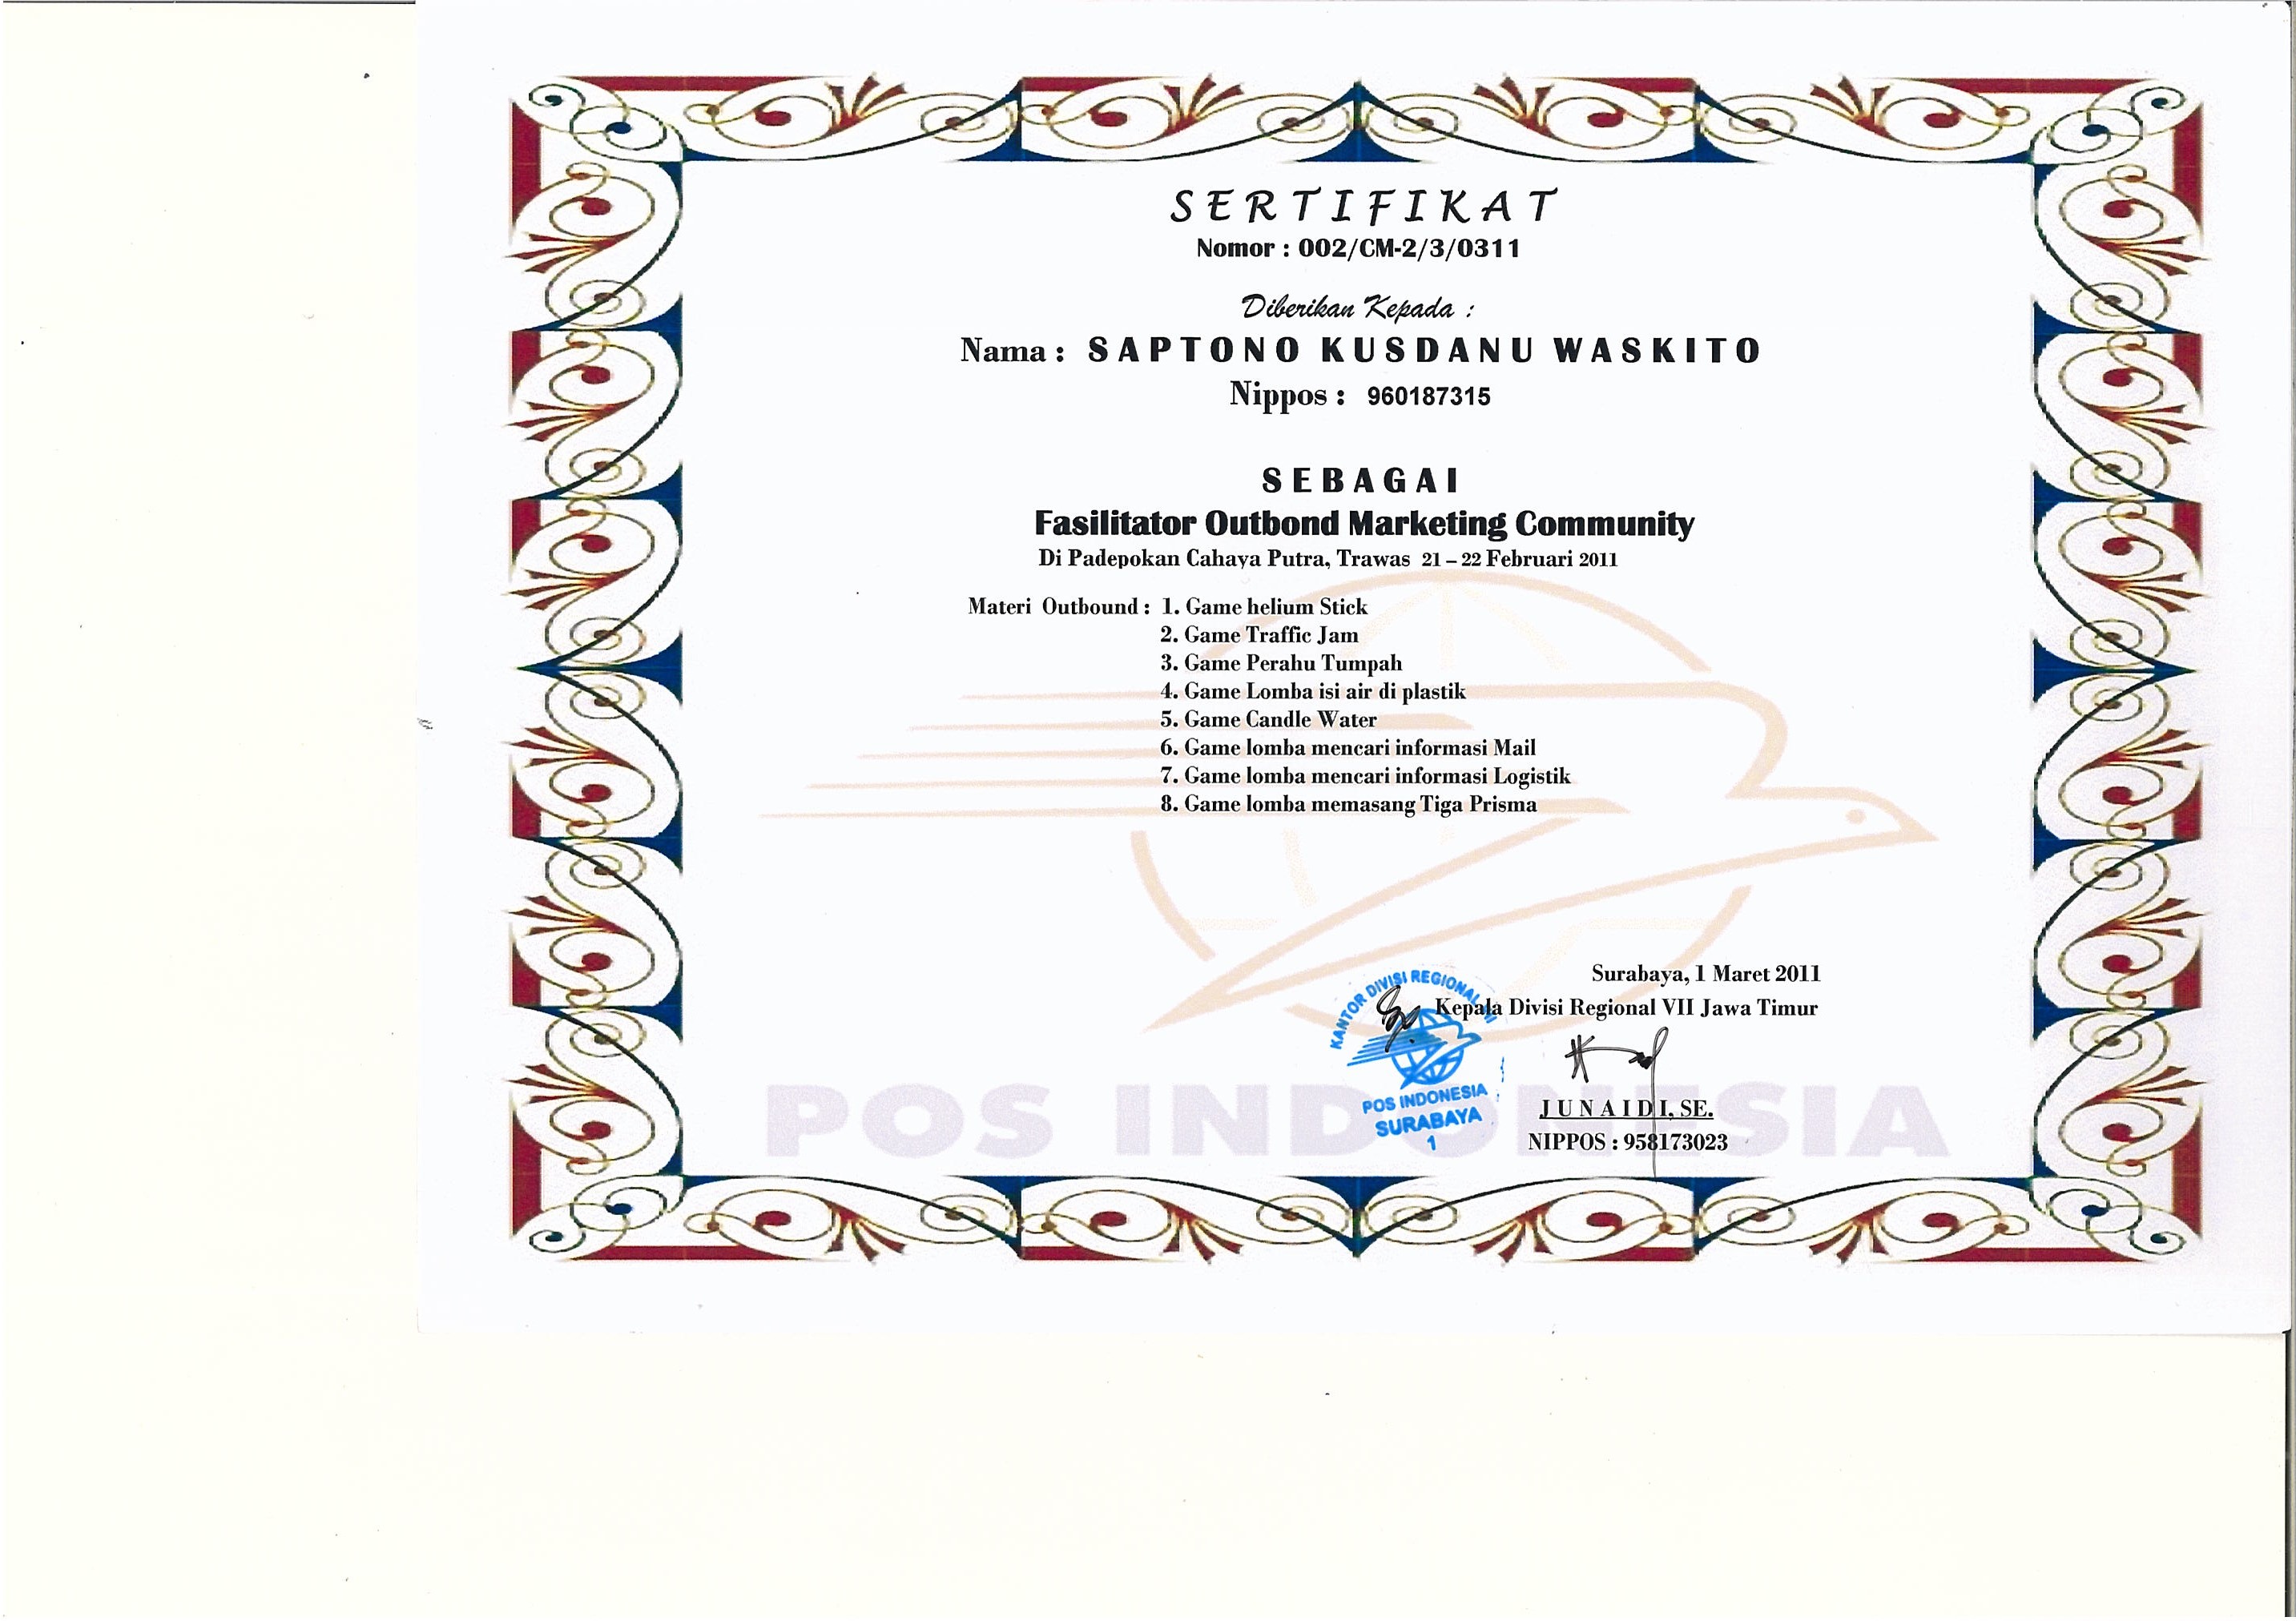 SERTIFIKAT
Nomor : 002/CM-2/3/0311
Diberikan Kepada :
Nama : SAPTONO KUSDANU WASKITO
Nippos : 960187315
SEBAGAI
Fasilitator Outbond Marketing Community
Di Padepokan Cahaya Putra, Trawas 21 – 22 Februari 2011
Materi Outbound : 1. Game helium Stick
2. Game Traffic Jam
3. Game Perahu Tumpah
4. Game Lomba isi air di plastik
5. Game Candle Water
6. Game lomba mencari informasi Mail
7. Game lomba mencari informasi Logistik
8. Game lomba memasang Tiga Prisma
Surabaya, 1 Maret 2011
Kepala Divisi Regional VII Jawa Timur
KANTOR DIVISI REGIONAL
POS INDONESIA
SURABAYA
1
JUNAIDI, SE.
NIPPOS : 958173023
POS INDONESIA